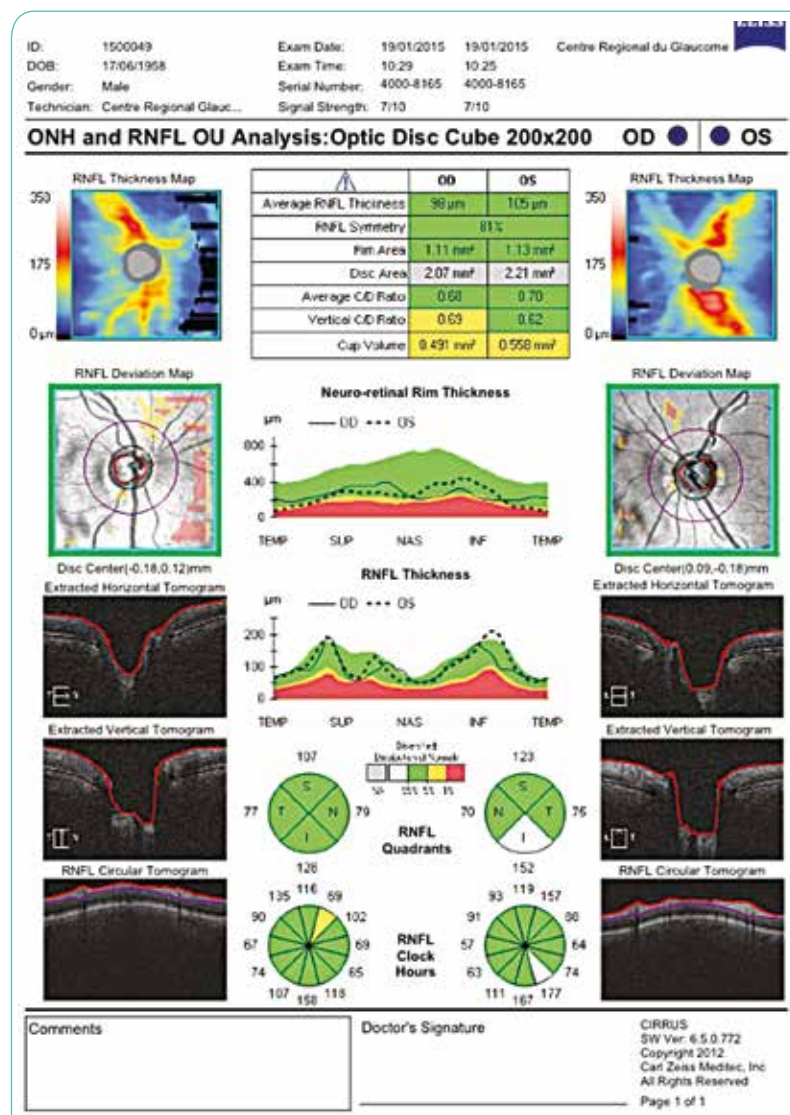 ID: 1500049 Exam Date: 19/01/2015 19/01/2015 Centre Regional du Glaucome
DOB: 17/06/1958 Exam Time: 10:29 10:25
Gender: Male Serial Number: 4000-8165 4000-8165
Technician: Centre Regional Glauc... Signal Strength: 7/10 7/10
ONH and RNFL OU Analysis:Optic Disc Cube 200x200 OD OS
RNFL Thickness Map
350
175
0 µm
OD OS
Average RNFL Thickness 98 µm 105 µm
RNFL Symmetry 81%
Rim Area 1.11 mm² 1.13 mm²
Disc Area 2.07 mm² 2.21 mm²
Average C/D Ratio 0.68 0.70
Vertical C/D Ratio 0.69 0.62
Cup Volume 0.491 mm³ 0.558 mm³
RNFL Thickness Map
350
175
0 µm
RNFL Deviation Map
Disc Center(-0.18,0.12)mm
Neuro-retinal Rim Thickness
µm OD OS
800
400
0
TEMP SUP NAS INF TEMP
RNFL Deviation Map
Disc Center(0.09,-0.18)mm
Extracted Horizontal Tomogram
RNFL Thickness
µm OD OS
200
100
0
TEMP SUP NAS INF TEMP
Extracted Horizontal Tomogram
Extracted Vertical Tomogram
Distribution of Normals
NA 95% 5% 1%
107
77 S T N I 79
128
RNFL
Quadrants
123
70 S N T I 75
152
Extracted Vertical Tomogram
RNFL Circular Tomogram
135 116 69
90 102
67 69
74 65
107 158 118
RNFL
Clock
Hours
93 119 157
91
57 64
63 74
111 167 177
RNFL Circular Tomogram
Comments
Doctor's Signature
CIRRUS
SW Ver: 6.5.0.772
Copyright 2012
Carl Zeiss Meditec, Inc
All Rights Reserved
Page 1 of 1